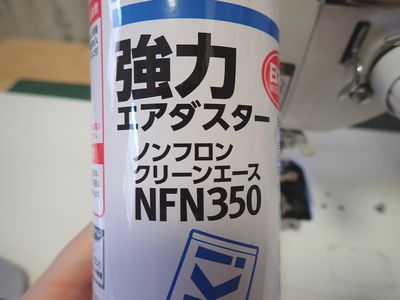 強力
エアダスター
ノンフロン
クリーンエース
NFN350
K!